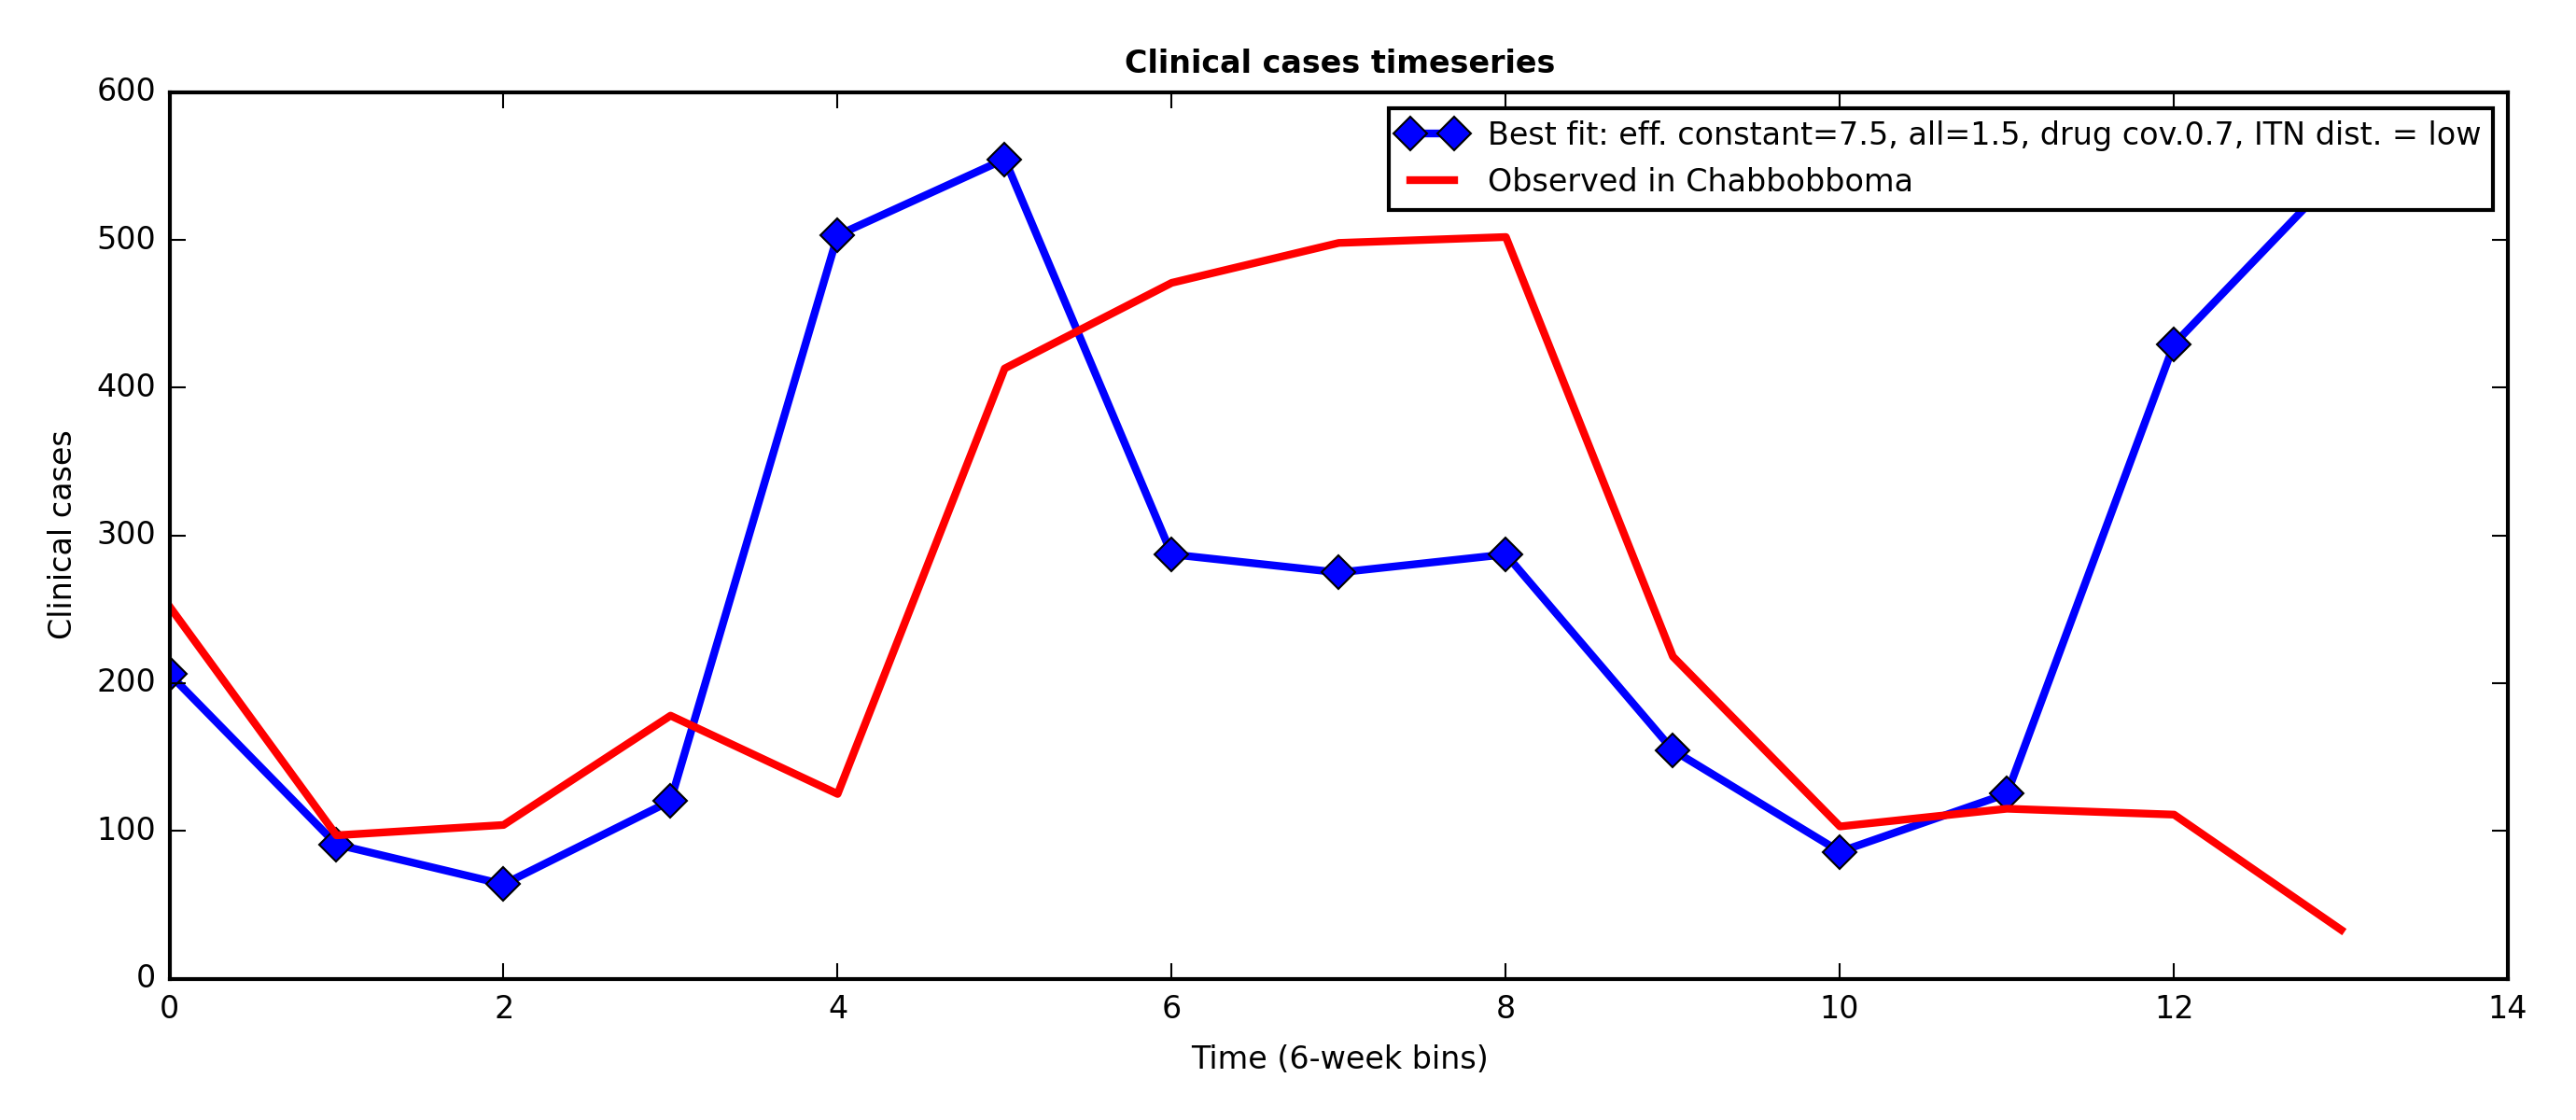 Clinical cases timeseries
600
500
400
300
200
100
0
Clinical cases
Best fit: eff. constant=7.5, all=1.5, drug cov.0.7, ITN dist. = low
Observed in Chabbobboma
0 2 4 6 8 10 12 14
Time (6-week bins)